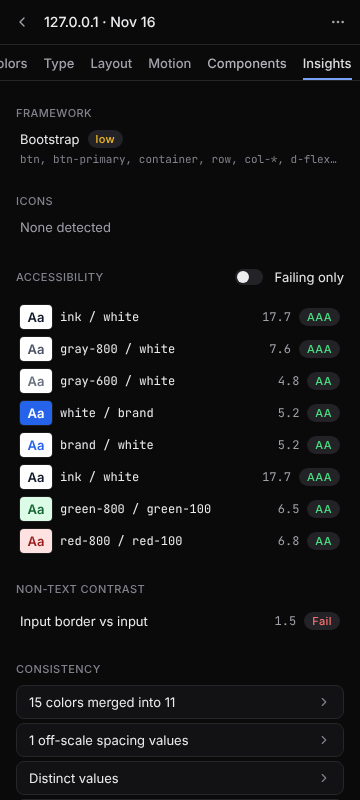 127.0.0.1 · Nov 16
olors Type Layout Motion Components Insights
FRAMEWORK
Bootstrap low
btn, btn-primary, container, row, col-*, d-flex…
ICONS
None detected
ACCESSIBILITY Failing only
Aa ink / white 17.7 AAA
Aa gray-800 / white 7.6 AAA
Aa gray-600 / white 4.8 AA
Aa white / brand 5.2 AA
Aa brand / white 5.2 AA
Aa ink / white 17.7 AAA
Aa green-800 / green-100 6.5 AA
Aa red-800 / red-100 6.8 AA
NON-TEXT CONTRAST
Input border vs input 1.5 Fail
CONSISTENCY
15 colors merged into 11
1 off-scale spacing values
Distinct values